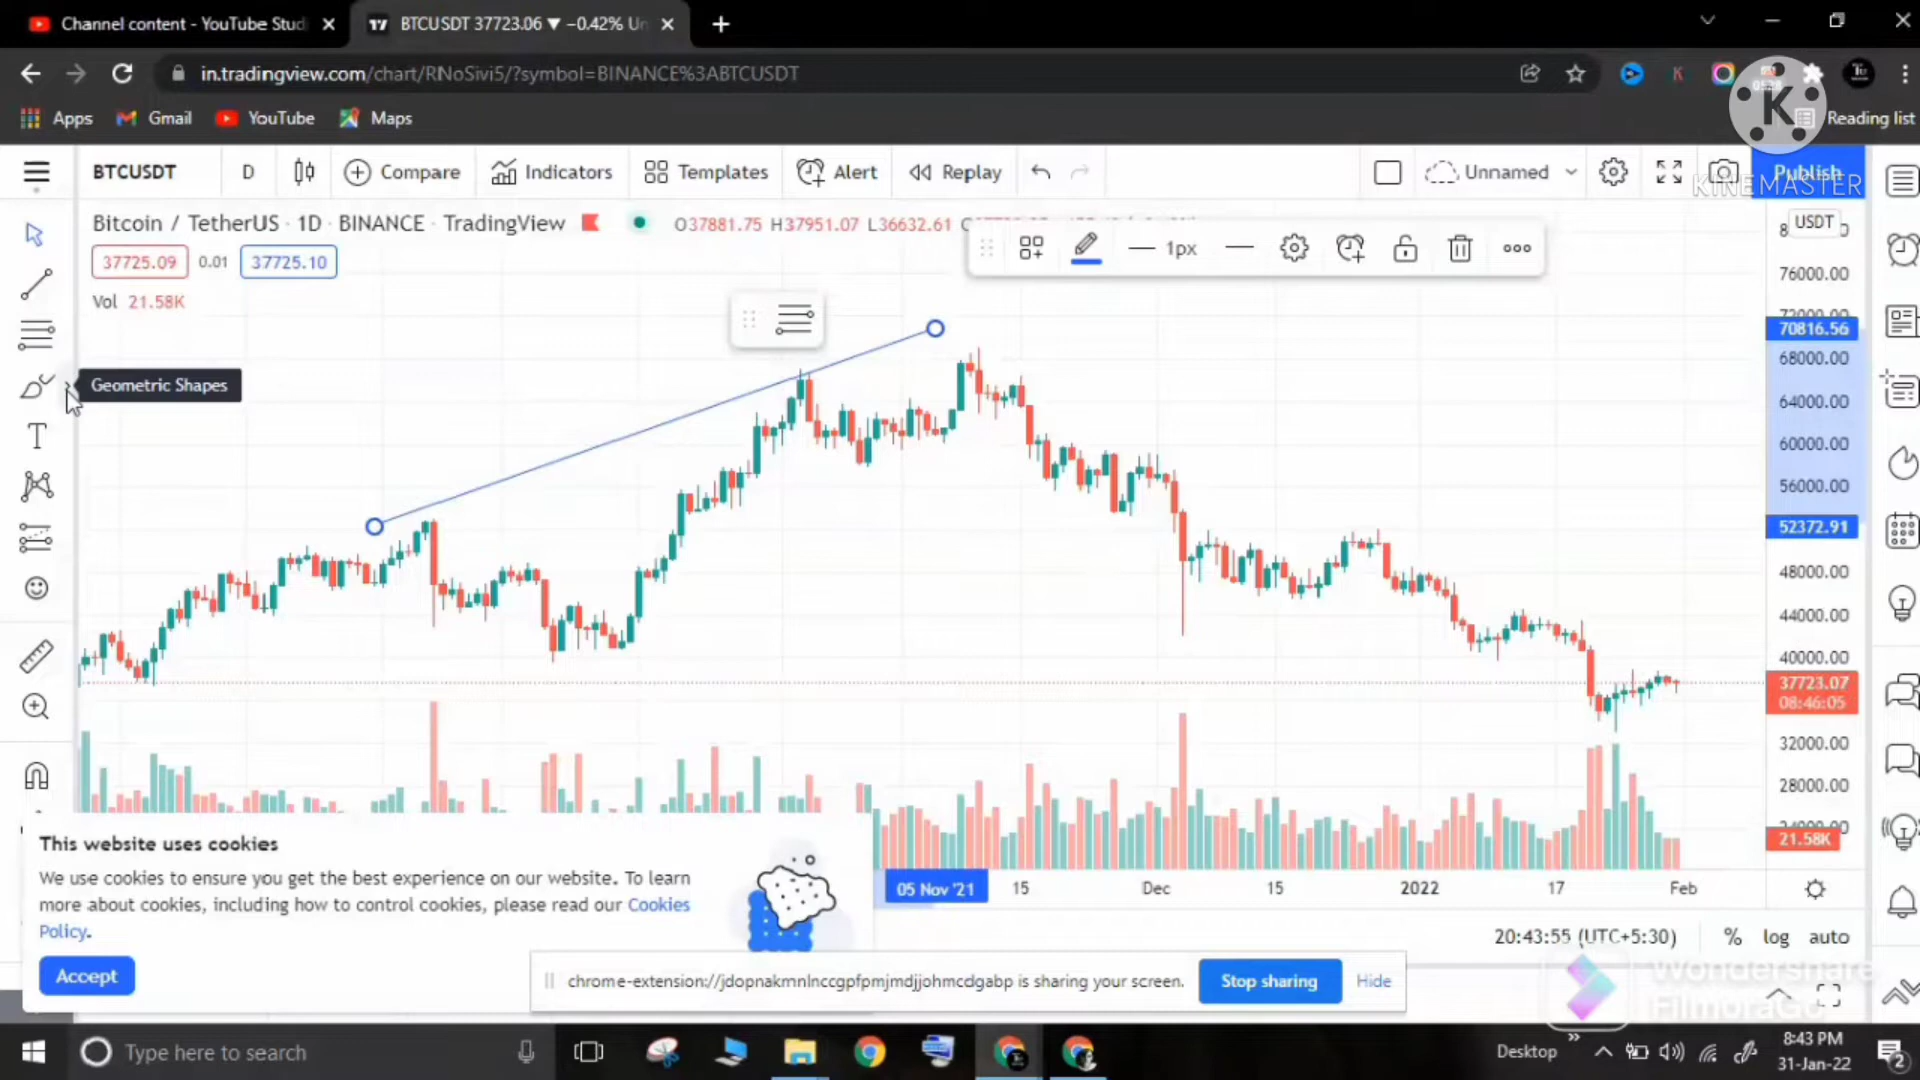 Channel content - YouTube Stud
BTCUSDT 37723.06 ▼ −0.42% Un
in.tradingview.com/chart/RNoSivi5/?symbol=BINANCE%3ABTCUSDT
Apps Gmail YouTube Maps Reading list
K
KINEMASTER
BTCUSDT D Compare Indicators Templates Alert Replay Unnamed Publish
Bitcoin / TetherUS · 1D · BINANCE · TradingView O37881.75 H37951.07 L36632.61
37725.09 0.01 37725.10
Vol 21.58K
1px
Geometric Shapes
USDT
76000.00
72000.00
70816.56
68000.00
64000.00
60000.00
56000.00
52372.91
48000.00
44000.00
40000.00
37723.07
08:46:05
32000.00
28000.00
24000.00
21.58K
05 Nov '21 15 Dec 15 2022 17 Feb
This website uses cookies
We use cookies to ensure you get the best experience on our website. To learn
more about cookies, including how to control cookies, please read our Cookies
Policy.
Accept
20:43:55 (UTC+5:30) % log auto
chrome-extension://jdopnakmnlnccgpfpmjmdjjohmcdgabp is sharing your screen. Stop sharing Hide
Wondershare
FilmoraGo
Type here to search
Desktop
8:43 PM
31-Jan-22
2